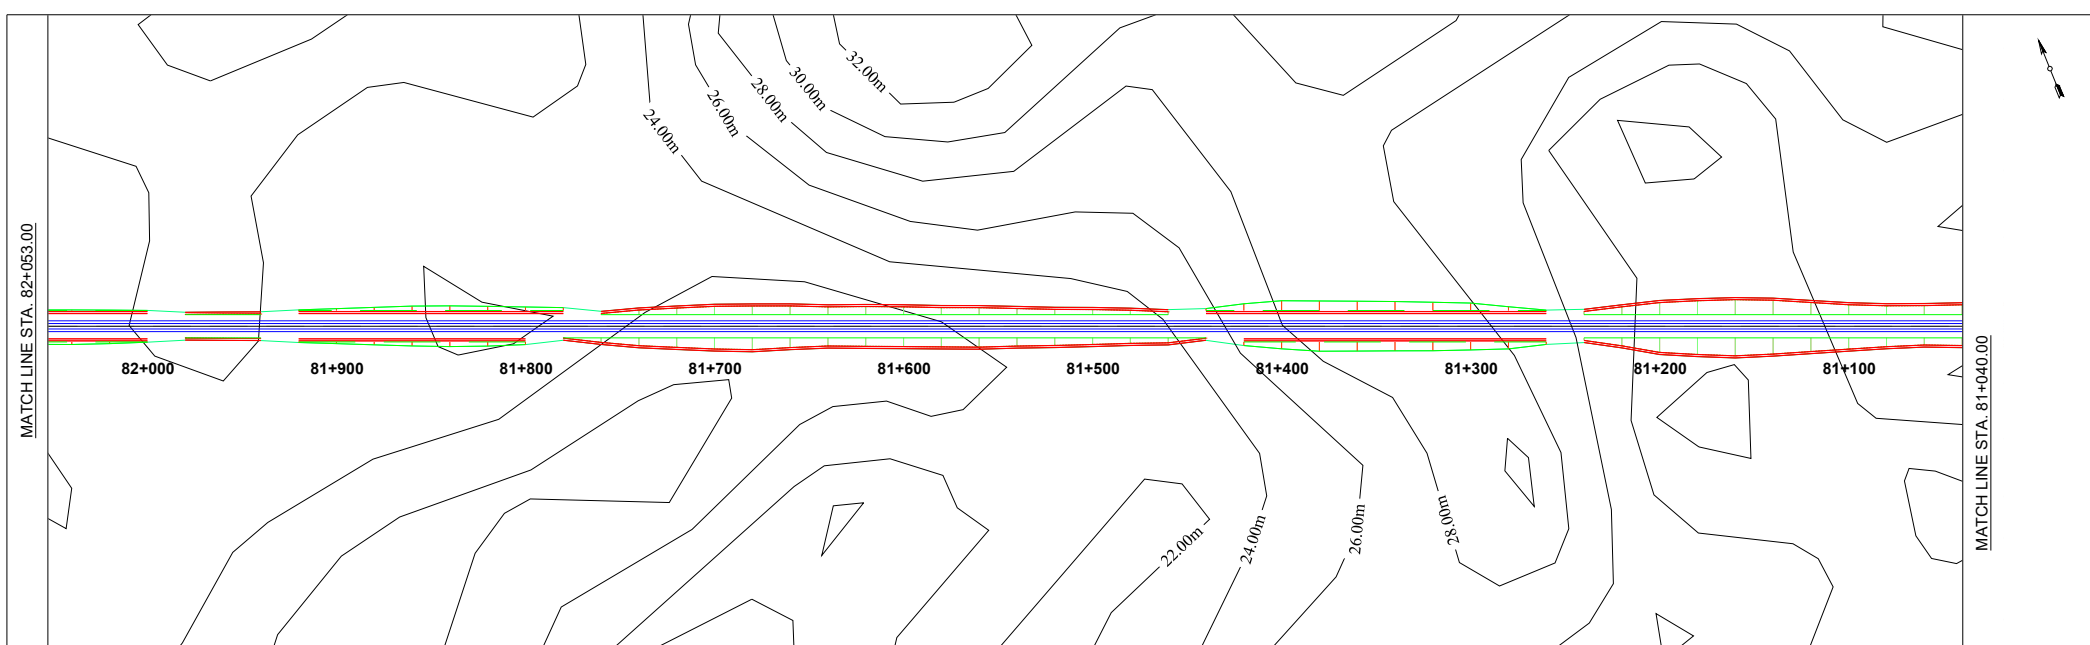 32.00m
30.00m
28.00m
26.00m
24.00m
MATCH LINE STA. 82+053.00
82+000 81+900 81+800 81+700 81+600 81+500 81+400 81+300 81+200 81+100
MATCH LINE STA. 81+040.00
22.00m
24.00m
26.00m
28.00m